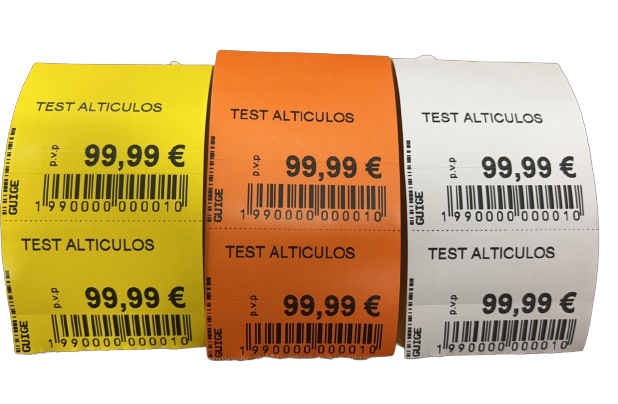 TEST ALTICULOS
p.v.p 99,99 €
GUIGE
1 990000 000010
TEST ALTICULOS
p.v.p 99,99 €
GUIGE
1 990000 000010
TEST ALTICULOS
p.v.p 99,99 €
GUIGE
1 990000 000010
TEST ALTICULOS
p.v.p 99,99 €
GUIGE
1 990000 000010
TEST ALTICULOS
p.v.p 99,99 €
GUIGE
1 990000 000010
TEST ALTICULOS
p.v.p 99,99 €
GUIGE
1 990000 000010